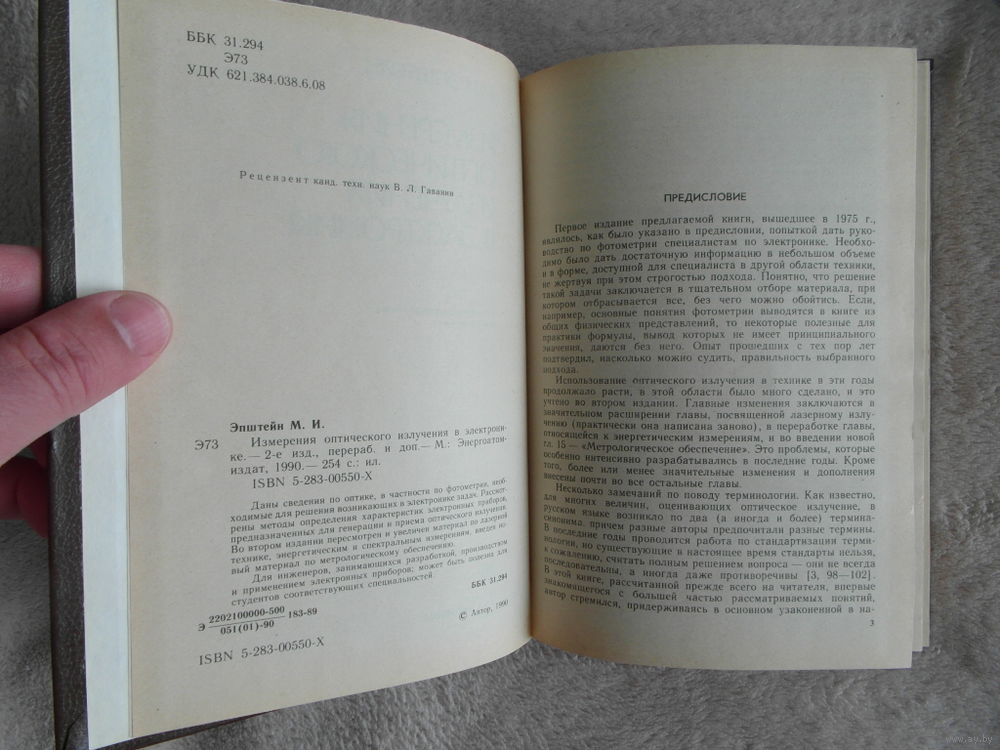 ББК 31.294
Э73
УДК 621.384.038.6.08
Рецензент канд. техн. наук В. Л. Гаванин
Эпштейн М. И.
Э73 Измерения оптического излучения в электрони-
ке.— 2-е изд., перераб. и доп.— М.: Энергоатом-
издат, 1990.— 254 с.: ил.
ISBN 5-283-00550-X
Даны сведения по оптике, в частности по фотометрии, необ-
ходимые для решения возникающих в электронике задач. Рассмот-
рены методы определения характеристик электронных приборов,
предназначенных для генерации и приема оптического излучения.
Во втором издании пересмотрен и увеличен материал по лазерной
технике, энергетическим и спектральным измерениям, введен но-
вый материал по метрологическому обеспечению.
Для инженеров, занимающихся разработкой, производством
и применением электронных приборов; может быть полезна для
студентов соответствующих специальностей.
Э 2202100000-500 183-89
051(01)-90
ББК 31.294
ISBN 5-283-00550-X
© Автор, 1990
ПРЕДИСЛОВИЕ
Первое издание предлагаемой книги, вышедшее в 1975 г.,
являлось, как было указано в предисловии, попыткой дать руко-
водство по фотометрии специалистам по электронике. Необхо-
димо было дать достаточную информацию в небольшом объеме
и в форме, доступной для специалиста в другой области техники,
не жертвуя при этом строгостью подхода. Понятно, что решение
такой задачи заключается в тщательном отборе материала, при
котором отбрасывается все, без чего можно обойтись. Если,
например, основные понятия фотометрии выводятся в книге из
общих физических представлений, то некоторые полезные для
практики формулы, вывод которых не имеет принципиального
значения, даются без него. Опыт прошедших с тех пор лет
подтвердил, насколько можно судить, правильность выбранного
подхода.
Использование оптического излучения в технике в эти годы
продолжало расти, в этой области было много сделано, и это
учтено во втором издании. Главные изменения заключаются в
значительном расширении главы, посвященной лазерному излу-
чению (практически она написана заново), в переработке главы,
относящейся к энергетическим измерениям, и во введении новой
гл. 15 — «Метрологическое обеспечение». Это проблемы, которые
особенно интенсивно разрабатывались в последние годы. Кроме
того, более или менее значительные изменения и дополнения
внесены почти во все остальные главы.
Несколько замечаний по поводу терминологии. Как известно,
для многих величин, оценивающих оптическое излучение, в
русском языке возникло по два (а иногда и более) термина-
синонима, причем разные авторы предпочитали разные термины.
В последние годы проводится работа по стандартизации терми-
нологии, но существующие в настоящее время стандарты нельзя,
к сожалению, считать полным решением вопроса — они не всегда
последовательны, а иногда даже противоречивы [3, 98—102].
В этой книге, рассчитанной прежде всего на читателя, впервые
знакомящегося с большей частью рассматриваемых понятий,
автор стремился, придерживаясь в основном узаконенной в на-
3
www.ay.by